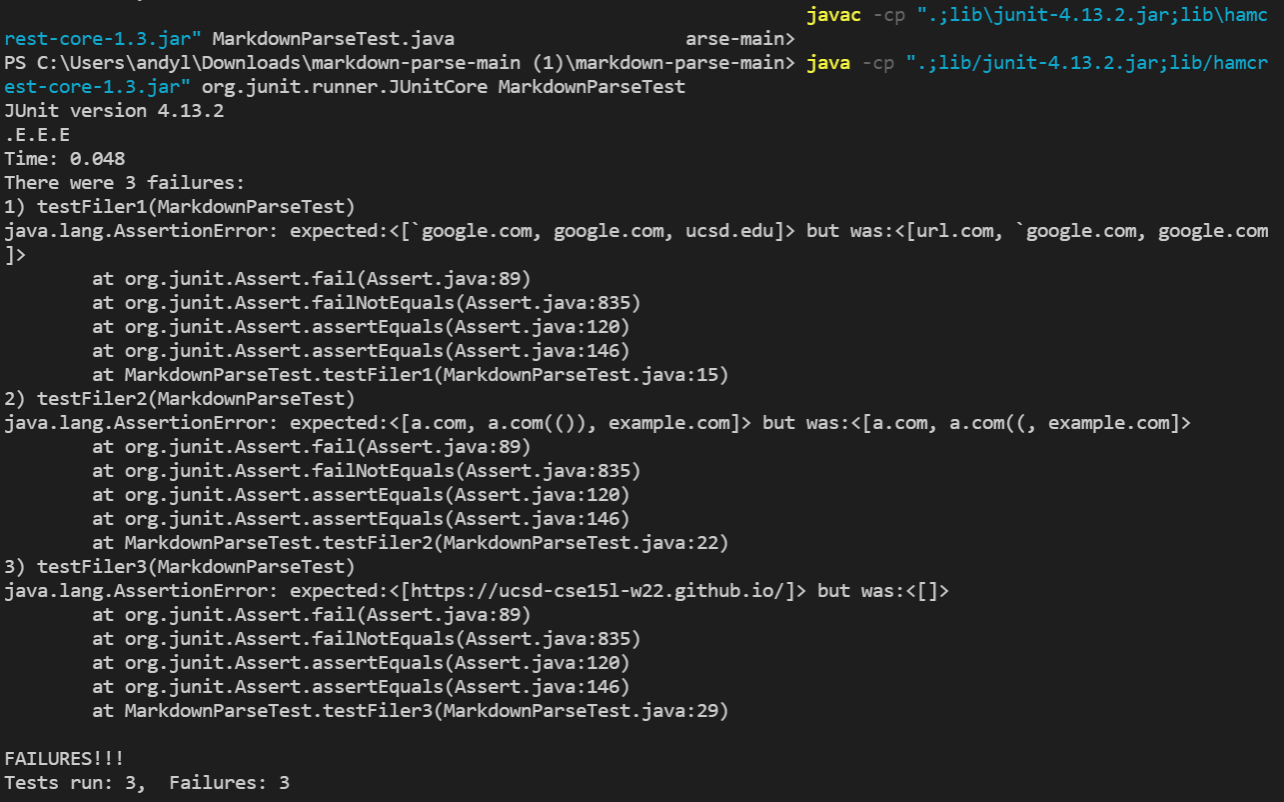 javac -cp ".;lib\junit-4.13.2.jar;lib\hamc
rest-core-1.3.jar" MarkdownParseTest.java                     arse-main>
PS C:\Users\andyl\Downloads\markdown-parse-main (1)\markdown-parse-main> java -cp ".;lib/junit-4.13.2.jar;lib/hamcr
est-core-1.3.jar" org.junit.runner.JUnitCore MarkdownParseTest
JUnit version 4.13.2
.E.E.E
Time: 0.048
There were 3 failures:
1) testFiler1(MarkdownParseTest)
java.lang.AssertionError: expected:<[`google.com, google.com, ucsd.edu]> but was:<[url.com, `google.com, google.com
]>
        at org.junit.Assert.fail(Assert.java:89)
        at org.junit.Assert.failNotEquals(Assert.java:835)
        at org.junit.Assert.assertEquals(Assert.java:120)
        at org.junit.Assert.assertEquals(Assert.java:146)
        at MarkdownParseTest.testFiler1(MarkdownParseTest.java:15)
2) testFiler2(MarkdownParseTest)
java.lang.AssertionError: expected:<[a.com, a.com(()), example.com]> but was:<[a.com, a.com((, example.com]>
        at org.junit.Assert.fail(Assert.java:89)
        at org.junit.Assert.failNotEquals(Assert.java:835)
        at org.junit.Assert.assertEquals(Assert.java:120)
        at org.junit.Assert.assertEquals(Assert.java:146)
        at MarkdownParseTest.testFiler2(MarkdownParseTest.java:22)
3) testFiler3(MarkdownParseTest)
java.lang.AssertionError: expected:<[https://ucsd-cse15l-w22.github.io/]> but was:<[]>
        at org.junit.Assert.fail(Assert.java:89)
        at org.junit.Assert.failNotEquals(Assert.java:835)
        at org.junit.Assert.assertEquals(Assert.java:120)
        at org.junit.Assert.assertEquals(Assert.java:146)
        at MarkdownParseTest.testFiler3(MarkdownParseTest.java:29)
FAILURES!!!
Tests run: 3,  Failures: 3